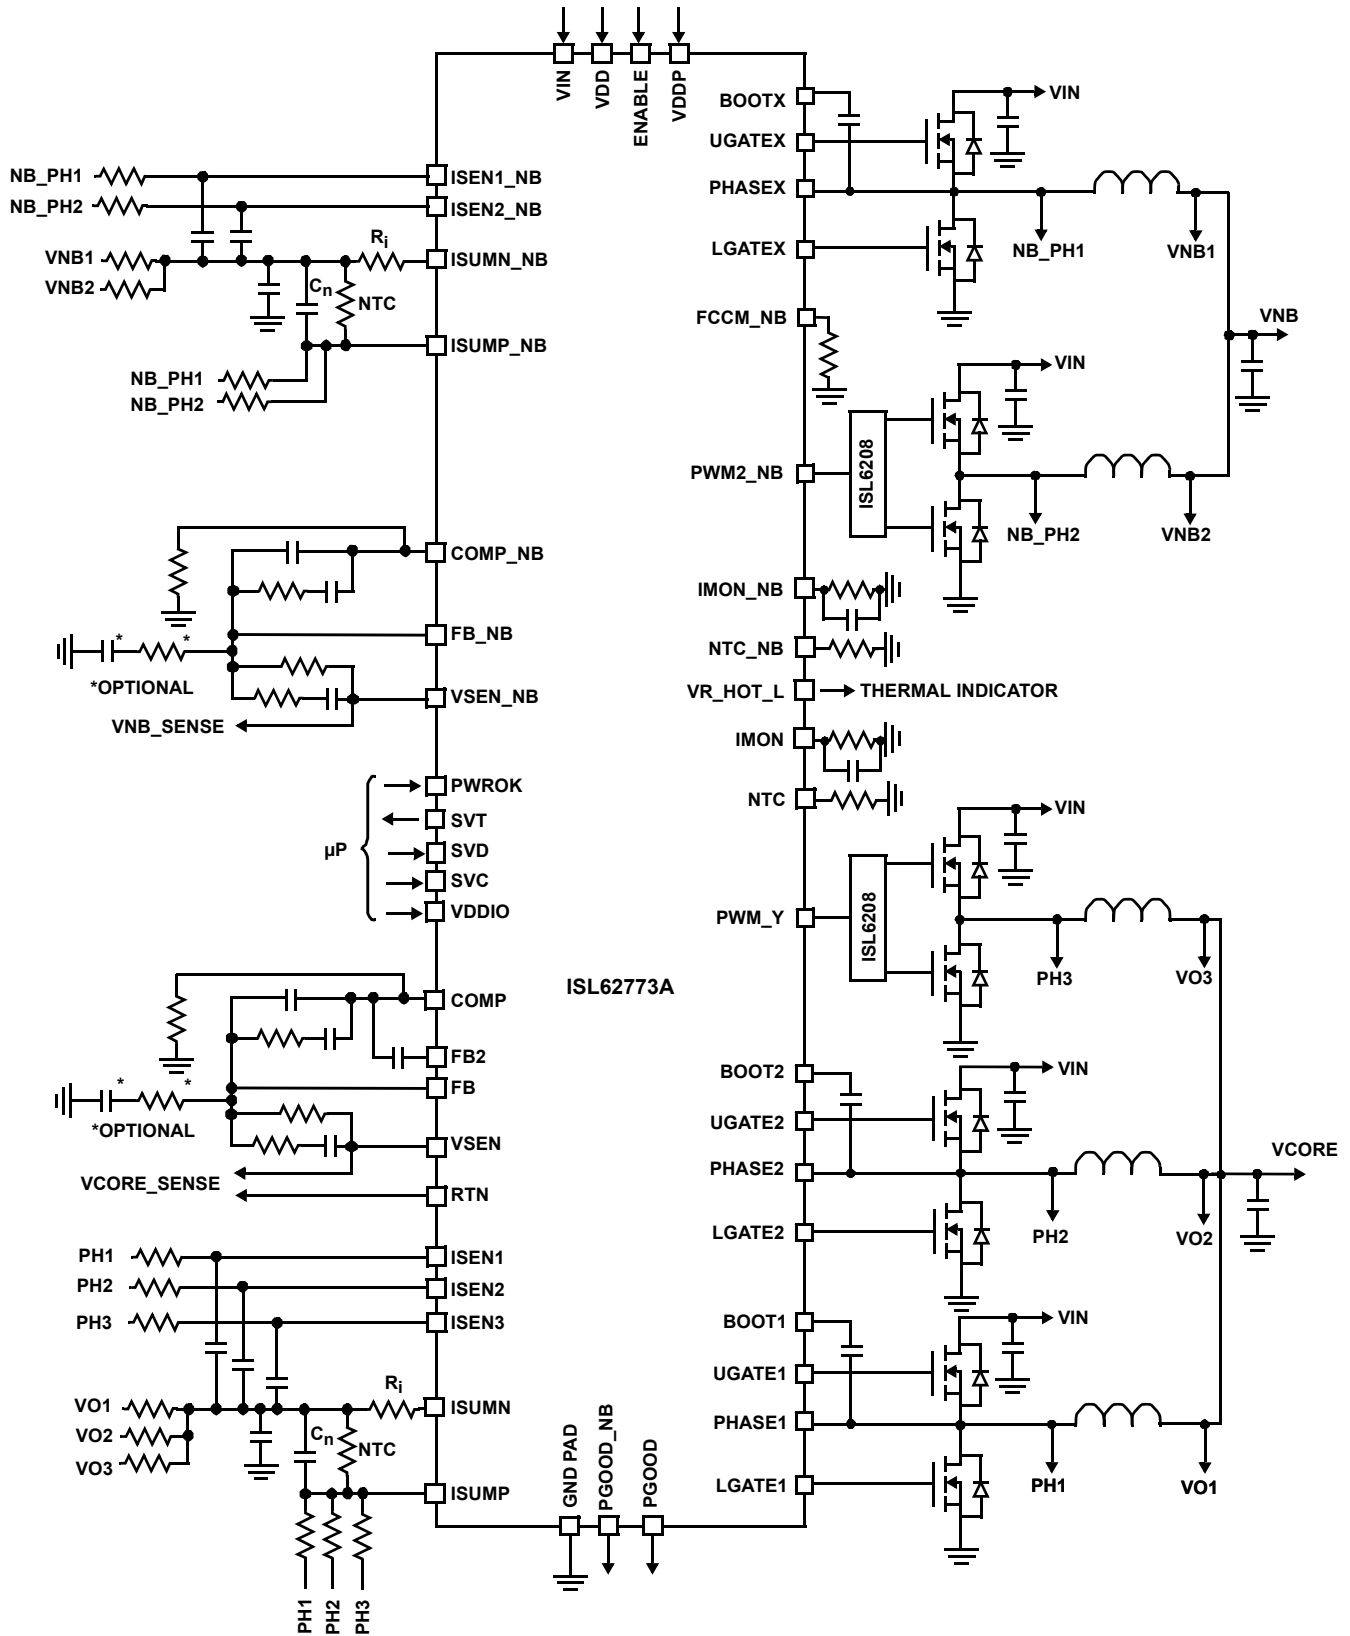 VIN
VDD
ENABLE
VDDP
BOOTX
VIN
UGATEX
NB_PH1
ISEN1_NB
PHASEX
NB_PH2
ISEN2_NB
NB_PH1
VNB1
LGATEX
VNB1
Ri
ISUMN_NB
VNB2
Cn
NTC
FCCM_NB
VNB
ISUMP_NB
VIN
NB_PH1
NB_PH2
ISL6208
PWM2_NB
NB_PH2
VNB2
COMP_NB
IMON_NB
FB_NB
* *
NTC_NB
*OPTIONAL
VSEN_NB
VR_HOT_L
THERMAL INDICATOR
VNB_SENSE
IMON
PWROK
NTC
VIN
SVT
µP
SVD
SVC
VDDIO
PWM_Y
ISL6208
PH3
VO3
ISL62773A
COMP
FB2
BOOT2
VIN
FB
* *
UGATE2
*OPTIONAL
VSEN
VCORE
PHASE2
VCORE_SENSE
RTN
LGATE2
PH2
VO2
PH1
ISEN1
PH2
ISEN2
PH3
ISEN3
BOOT1
VIN
UGATE1
Ri
VO1
ISUMN
PHASE1
VO2
Cn
NTC
VO3
ISUMP
LGATE1
PH1
VO1
GND PAD
PGOOD_NB
PGOOD
PH1
PH2
PH3